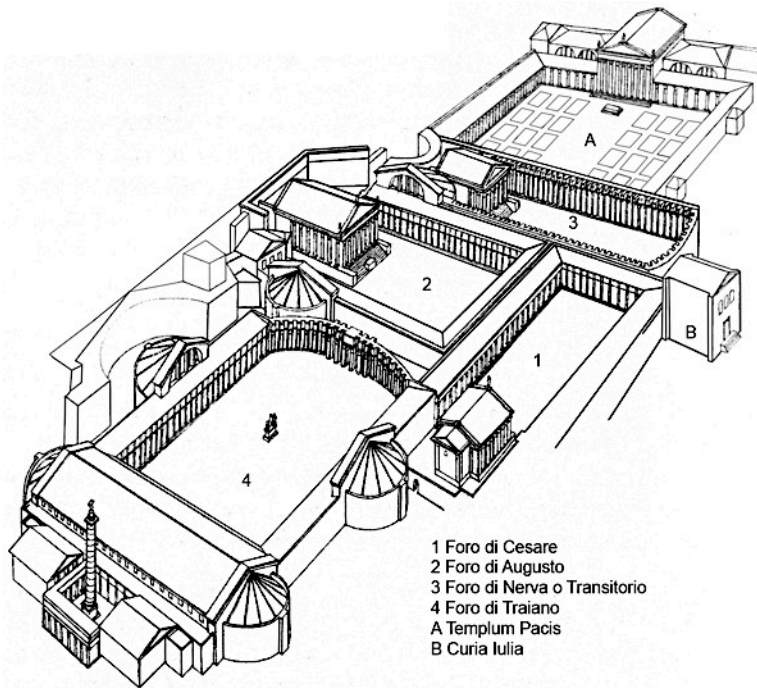 A
3
2
1
B
4
1 Foro di Cesare
2 Foro di Augusto
3 Foro di Nerva o Transitorio
4 Foro di Traiano
A Templum Pacis
B Curia Iulia